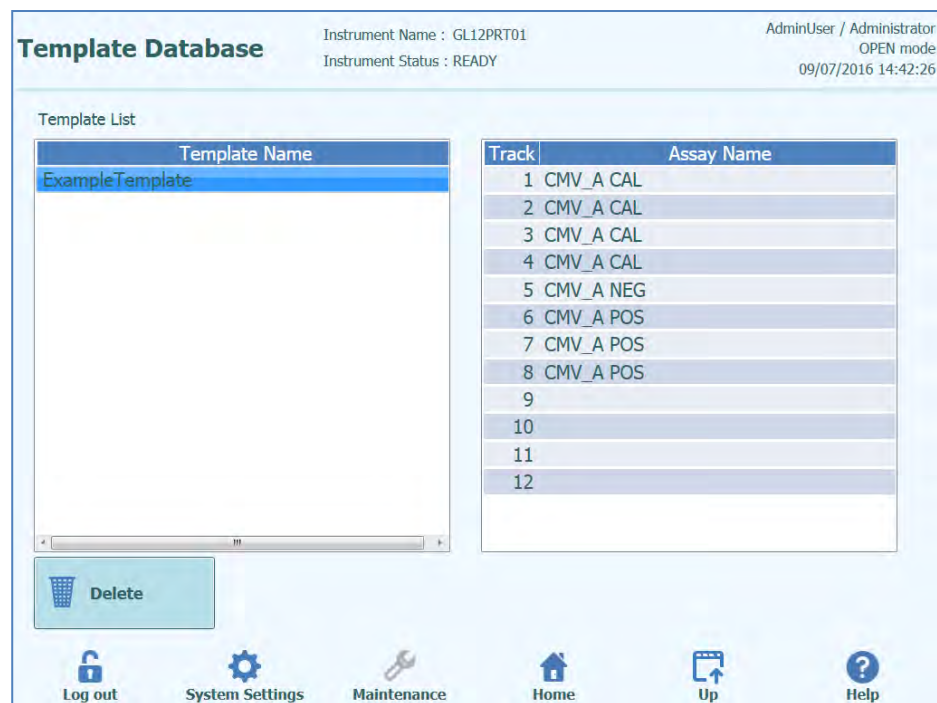 Template Database
Instrument Name : GL12PRT01
Instrument Status : READY
AdminUser / Administrator
OPEN mode
09/07/2016 14:42:26
Template List
Template Name
ExampleTemplate
Track Assay Name
1 CMV_A CAL
2 CMV_A CAL
3 CMV_A CAL
4 CMV_A CAL
5 CMV_A NEG
6 CMV_A POS
7 CMV_A POS
8 CMV_A POS
9
10
11
12
Delete
Log out System Settings Maintenance Home Up Help